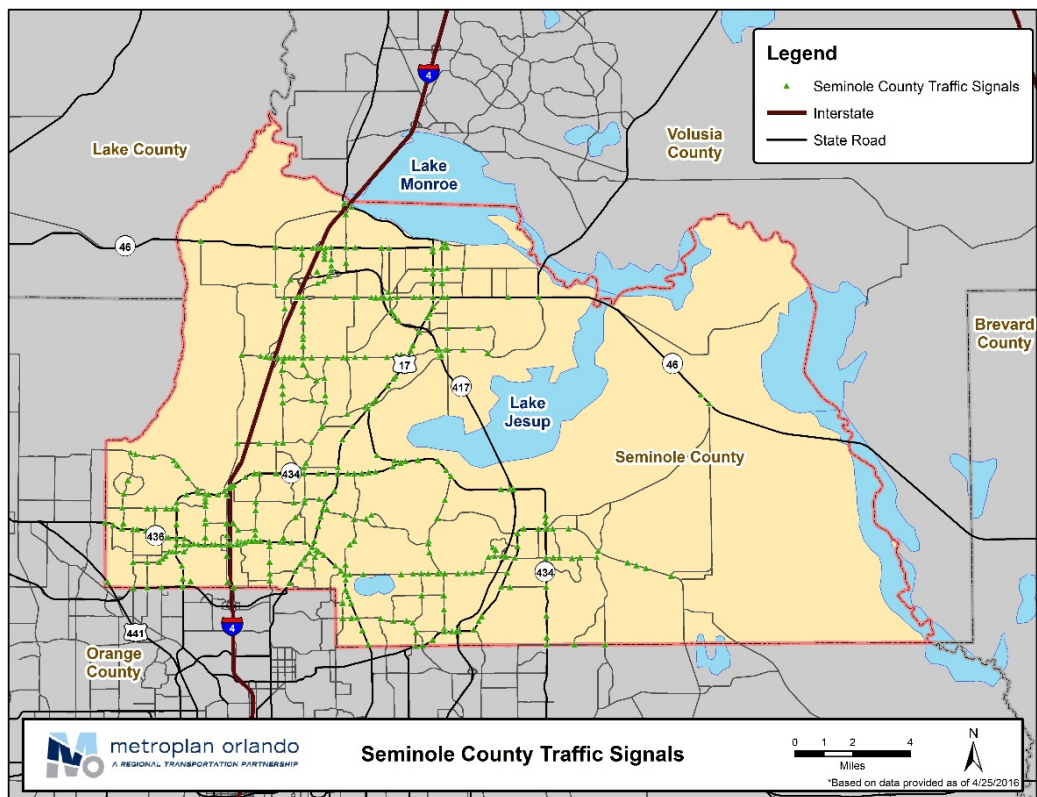 Legend
Seminole County Traffic Signals
Interstate
State Road
4
Lake County
Volusia
County
Lake
Monroe
46
Brevard
County
17
46
417
Lake
Jesup
Seminole County
434
436
434
4
441
Orange
County
metroplan orlando
A REGIONAL TRANSPORTATION PARTNERSHIP
Seminole County Traffic Signals
0 1 2 4
Miles
N
*Based on data provided as of 4/25/2016